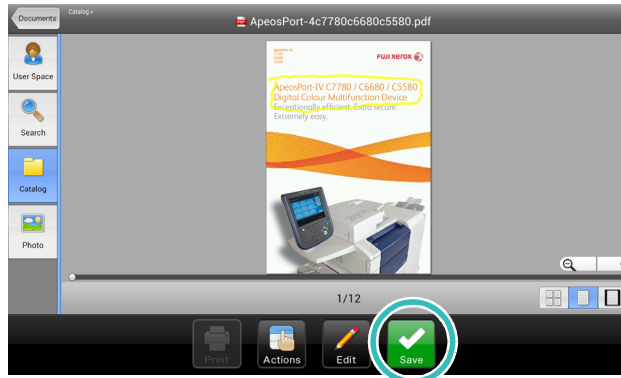 Documents
Catalog »
ApeosPort-4c7780c6680c5580.pdf
User Space
Search
Catalog
Photo
FUJI XEROX
ApeosPort-IV C7780 / C6680 / C5580
Digital Colour Multifunction Device
Exceptionally efficient. Extra secure.
Extremely easy.
1/12
Print
Actions
Edit
Save